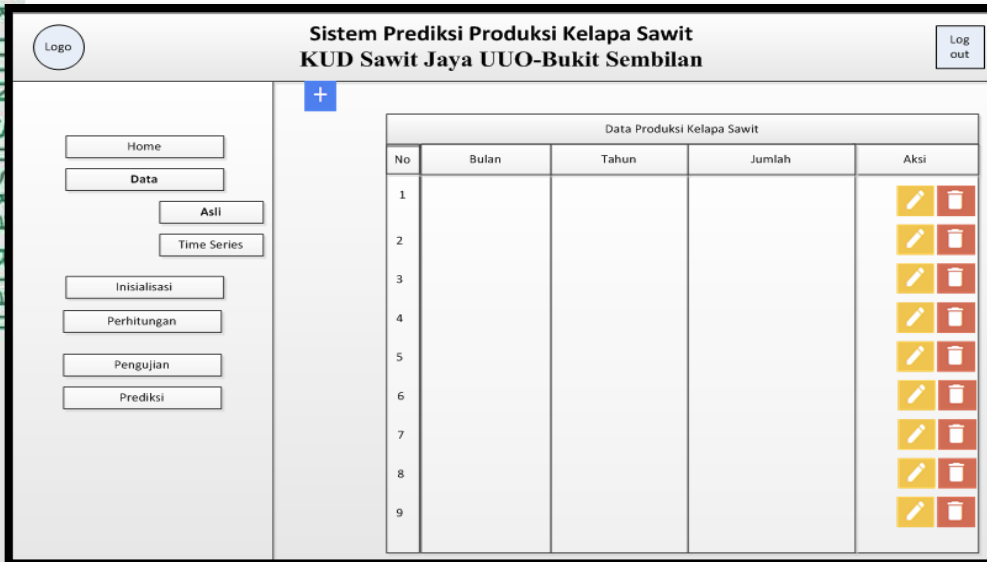 Logo
Sistem Prediksi Produksi Kelapa Sawit
KUD Sawit Jaya UUO-Bukit Sembilan
Log
out
+
Home
Data
Asli
Time Series
Inisialisasi
Perhitungan
Pengujian
Prediksi
Data Produksi Kelapa Sawit
No Bulan Tahun Jumlah Aksi
1
2
3
4
5
6
7
8
9